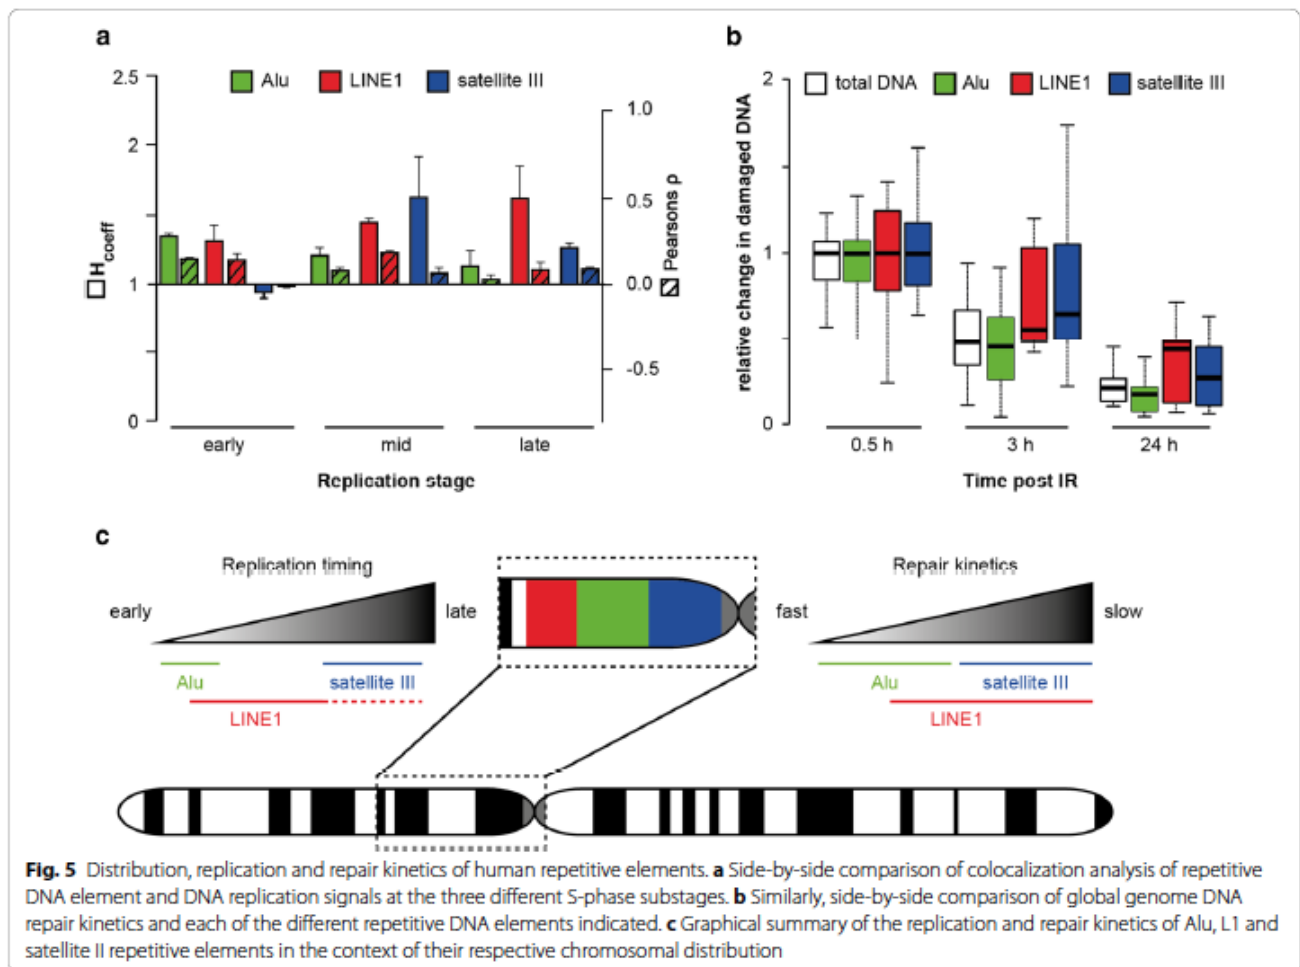 a
2.5
Alu
LINE1
satellite III
1.0
2
0.5
H coeff
1
0.0
Pearsons ρ
-0.5
0
early
mid
late
Replication stage
b
2
total DNA
Alu
LINE1
satelllite III
relative change in damaged DNA
1
0
0.5 h
3 h
24 h
Time post IR
c
Replication timing
early
late
Alu
satellite III
LINE1
Repair kinetics
fast
slow
Alu
satellite III
LINE1
Fig. 5 Distribution, replication and repair kinetics of human repetitive elements. a Side-by-side comparison of colocalization analysis of repetitive
DNA element and DNA replication signals at the three different S-phase substages. b Similarly, side-by-side comparison of global genome DNA
repair kinetics and each of the different repetitive DNA elements indicated. c Graphical summary of the replication and repair kinetics of Alu, L1 and
satellite II repetitive elements in the context of their respective chromosomal distribution